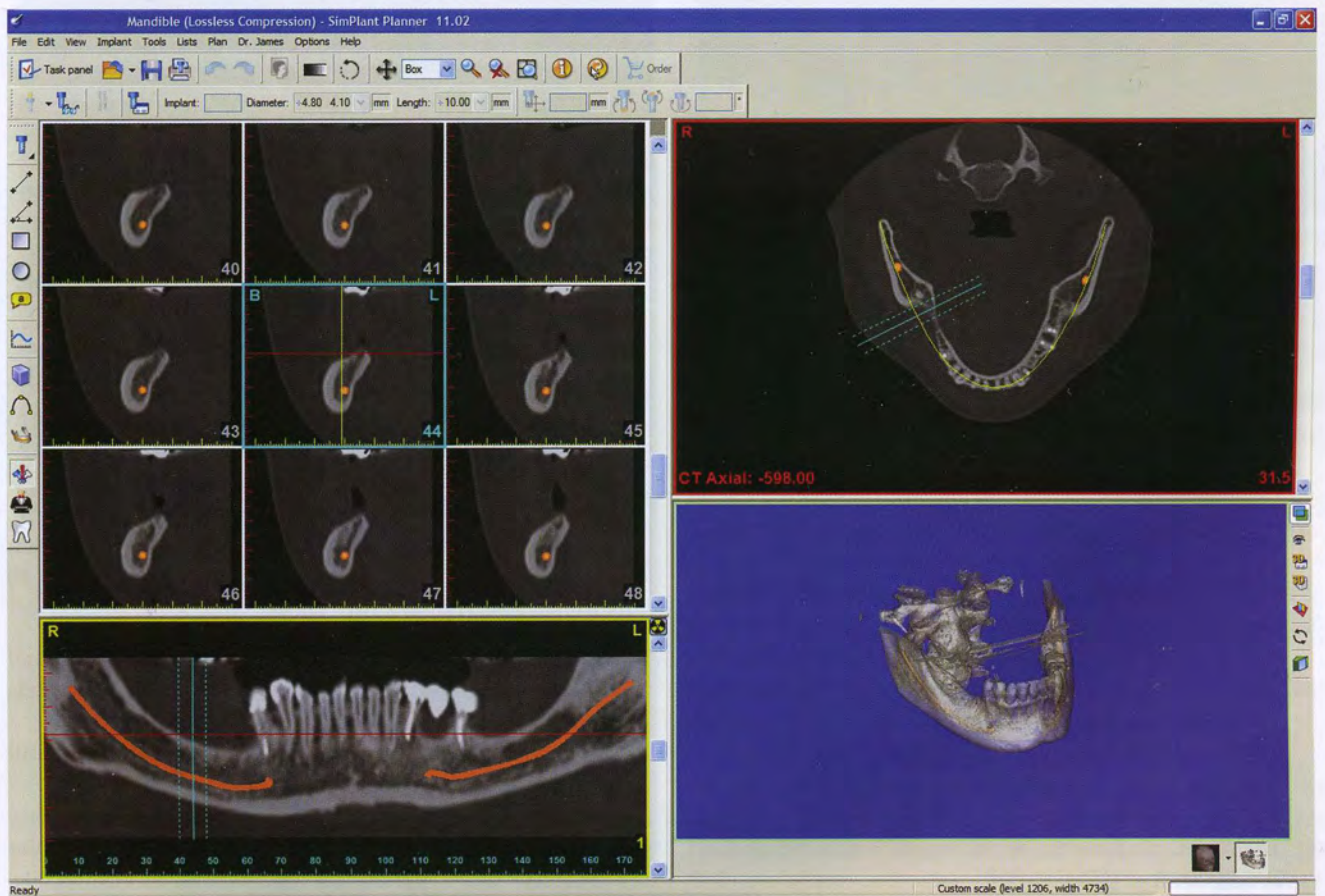 Mandible (Lossless Compression) - SimPlant Planner 11.02
File Edit View Implant Tools Lists Plan Dr. James Options Help
Task panel Box Order
Implant: Diameter: 4.80 4.10 mm Length: 10.00 mm mm
40 41 42
43 B L 44 45
46 47 48
R L
CT Axial: -598.00 31.5
R L
1
10 20 30 40 50 60 70 80 90 100 110 120 130 140 150 160 170
3D
3D
Ready Custom scale (level 1206, width 4734)